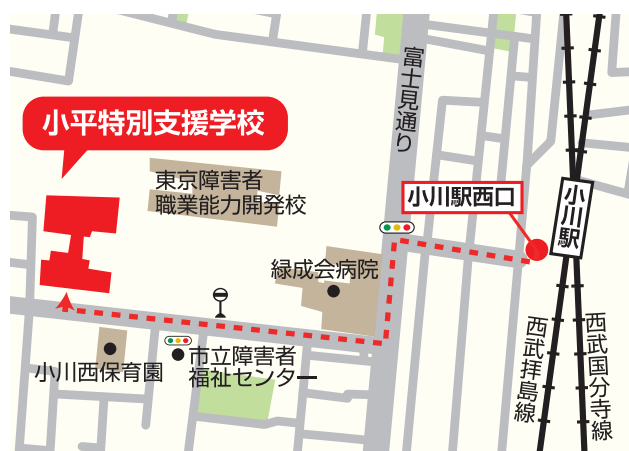 富士見通り
小平特別支援学校
東京障害者
職業能力開発校
小川駅西口
小川駅
緑成会病院
小川西保育園
市立障害者
福祉センター
西武拝島線
西武国分寺線